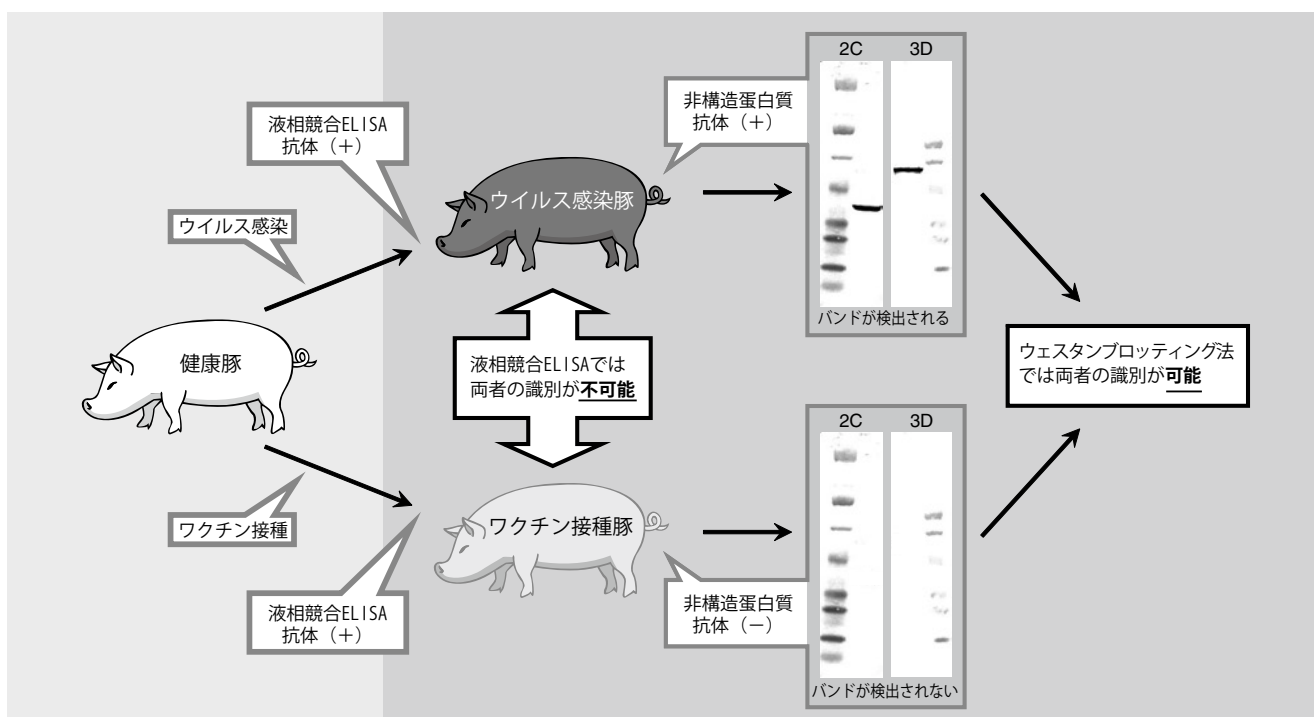 2C 3D
液相競合ELISA
抗体（＋）
非構造蛋白質
抗体（＋）
ウイルス感染豚
ウイルス感染
バンドが検出される
健康豚
液相競合ELISAでは
両者の識別が不可能
ウェスタンブロッティング法
では両者の識別が可能
2C 3D
ワクチン接種
ワクチン接種豚
液相競合ELISA
抗体（＋）
非構造蛋白質
抗体（－）
バンドが検出されない